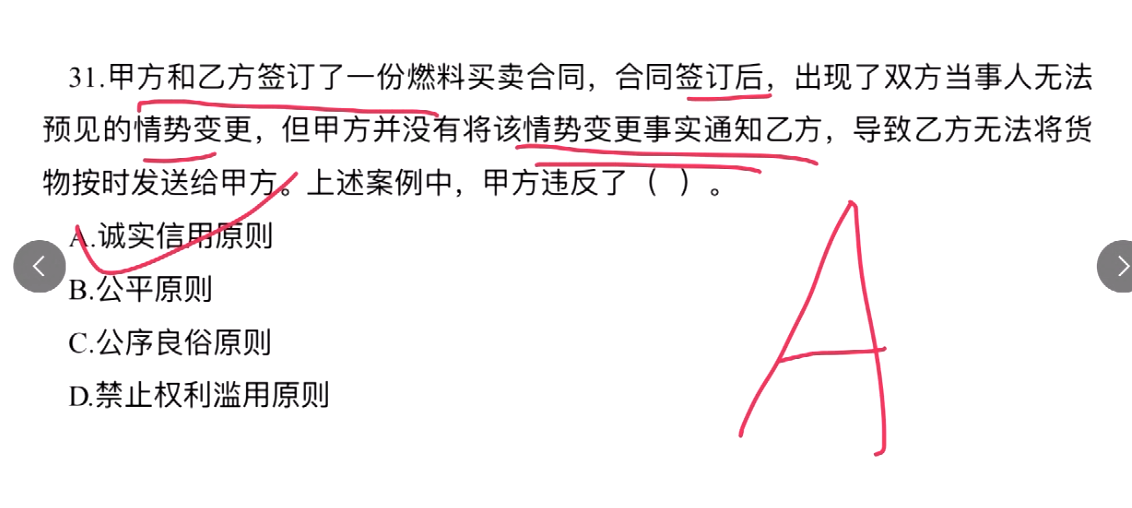 31.甲方和乙方签订了一份燃料买卖合同，合同签订后，出现了双方当事人无法
预见的情势变更，但甲方并没有将该情势变更事实通知乙方，导致乙方无法将货
物按时发送给甲方。上述案例中，甲方违反了（ ）。
A.诚实信用原则
B.公平原则
C.公序良俗原则
D.禁止权利滥用原则
A